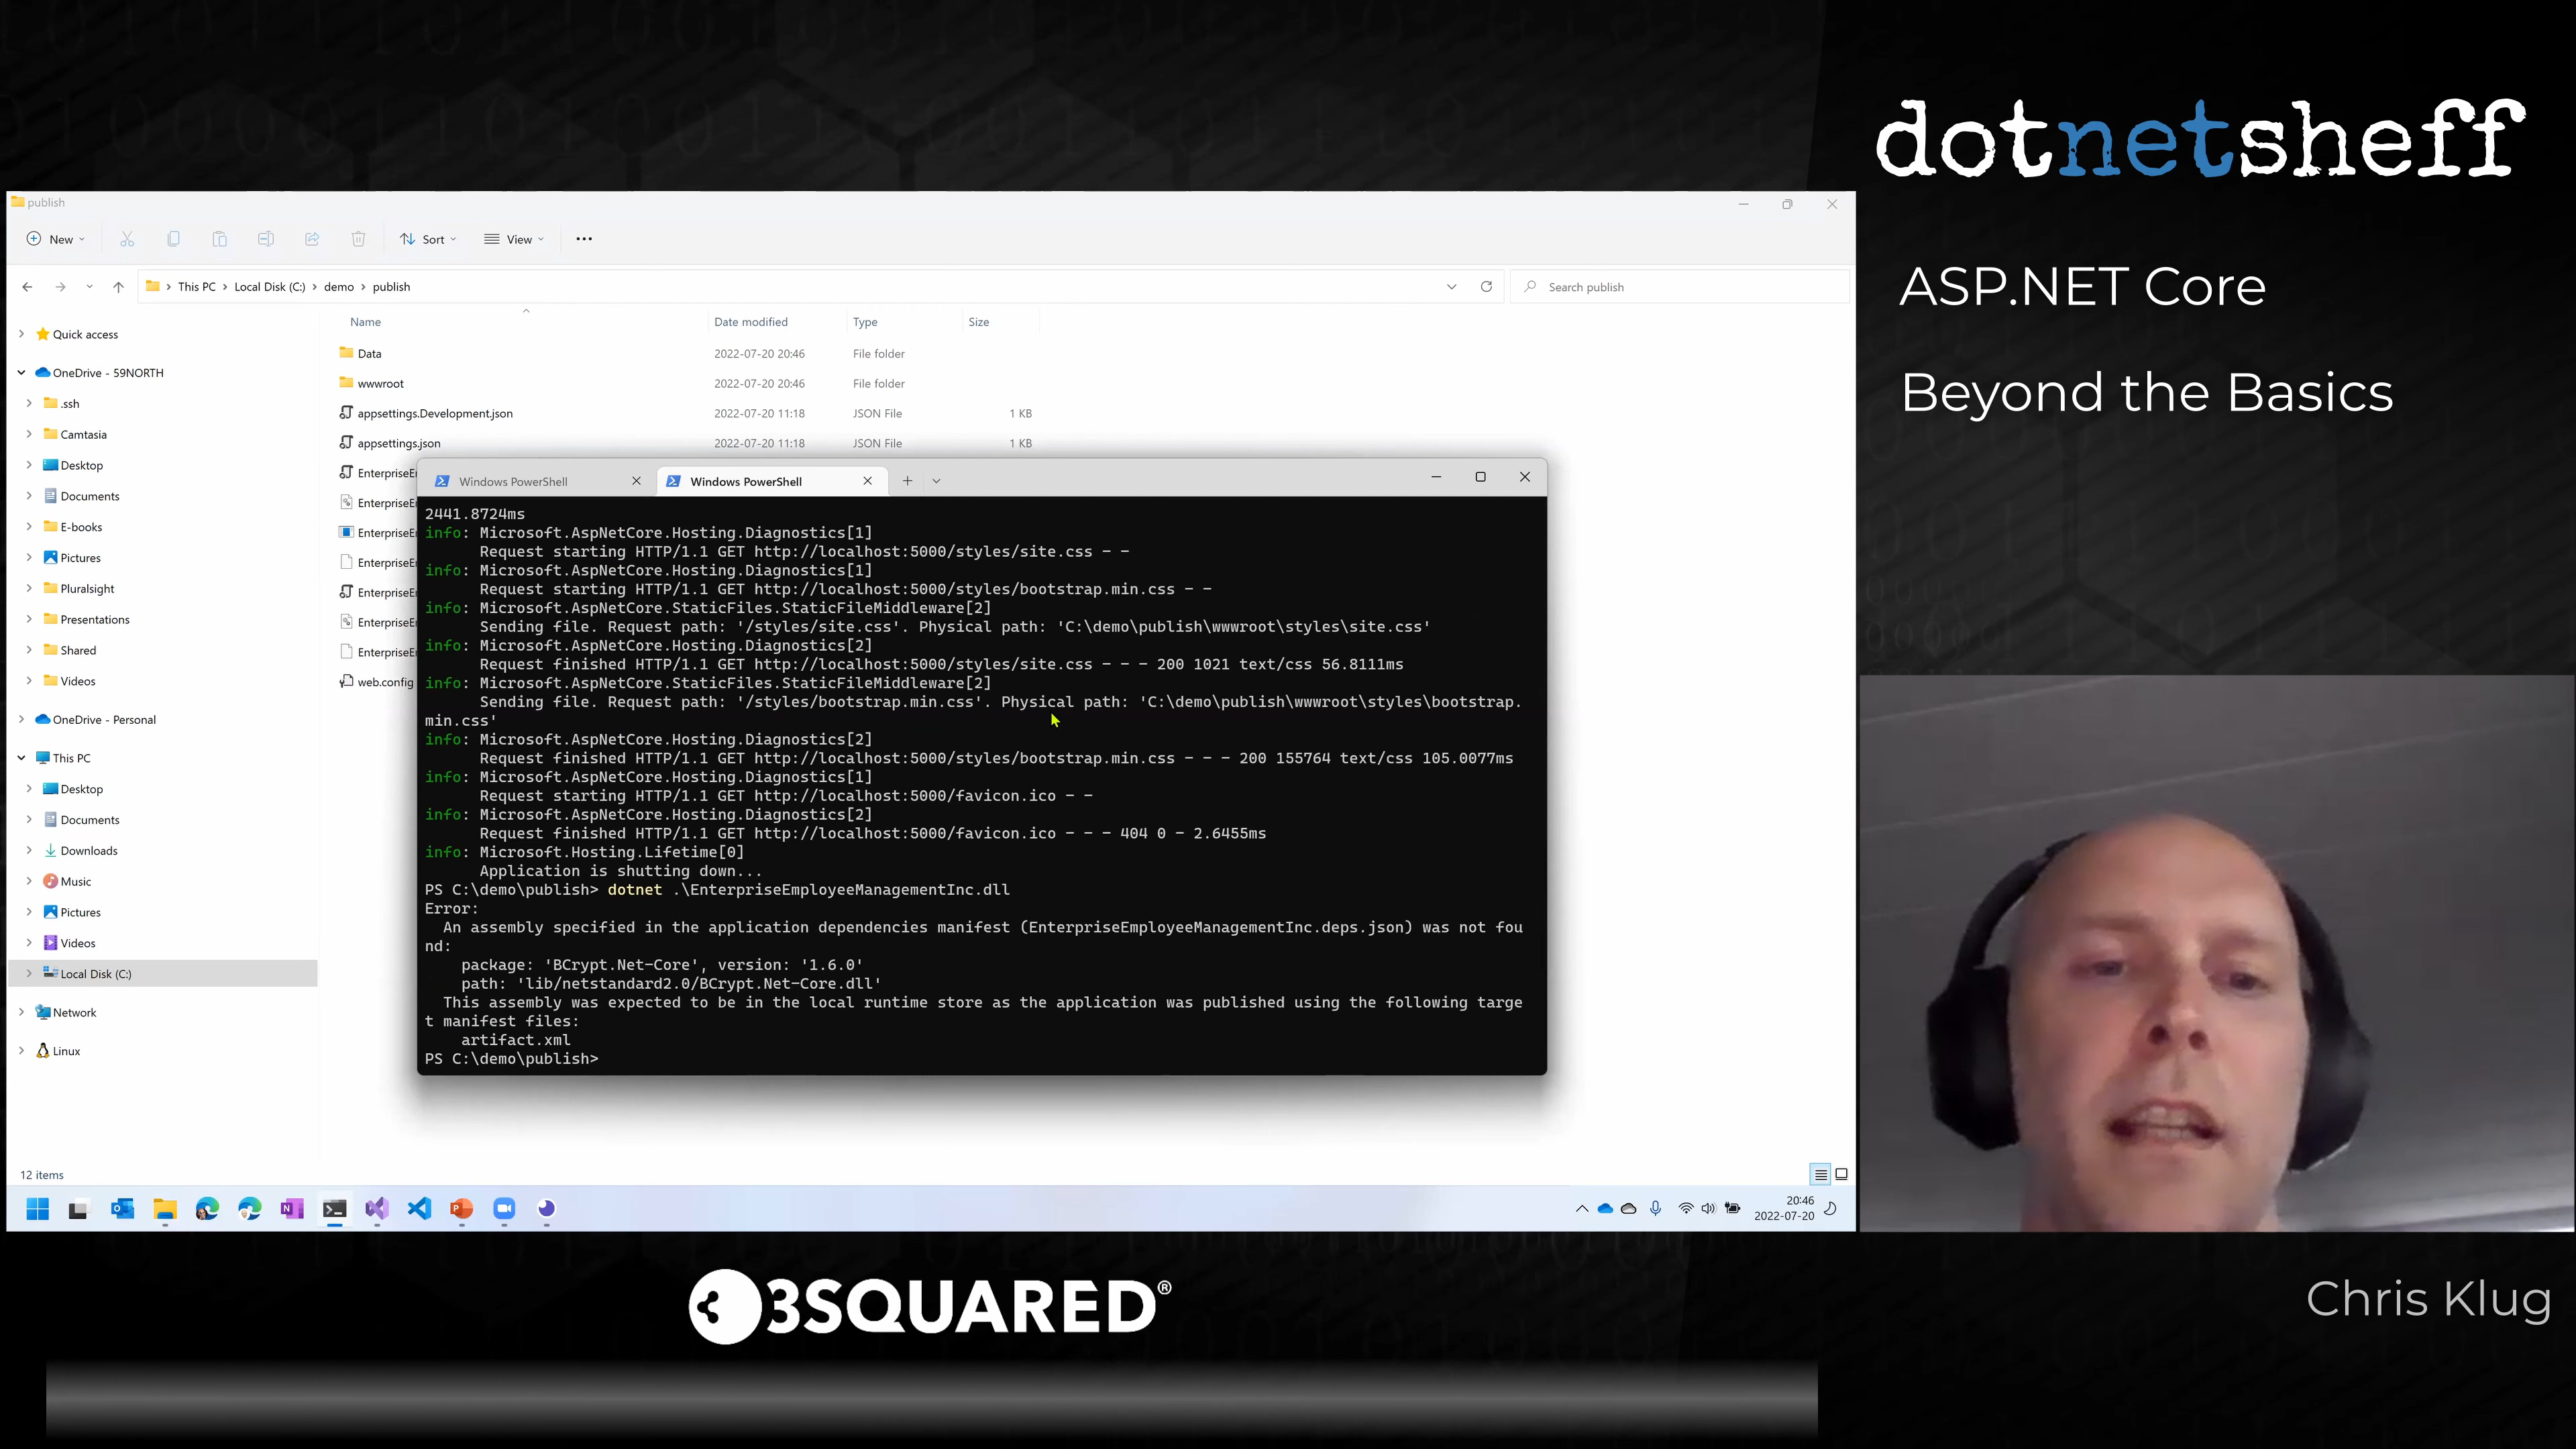 dotnetsheff
ASP.NET Core
Beyond the Basics
publish
New
Sort
View
This PC
Local Disk (C:)
demo
publish
Search publish
Name
Date modified
Type
Size
Data
2022-07-20 20:46
File folder
wwwroot
2022-07-20 20:46
File folder
appsettings.Development.json
2022-07-20 11:18
JSON File
1 KB
appsettings.json
2022-07-20 11:18
JSON File
1 KB
EnterpriseE
EnterpriseE
EnterpriseE
EnterpriseE
EnterpriseE
EnterpriseE
EnterpriseE
web.config
Quick access
OneDrive - 59NORTH
.ssh
Camtasia
Desktop
Documents
E-books
Pictures
Pluralsight
Presentations
Shared
Videos
OneDrive - Personal
This PC
Desktop
Documents
Downloads
Music
Pictures
Videos
Local Disk (C:)
Network
Linux
12 items
Windows PowerShell
Windows PowerShell
2441.8724ms
info: Microsoft.AspNetCore.Hosting.Diagnostics[1]
Request starting HTTP/1.1 GET http://localhost:5000/styles/site.css - -
info: Microsoft.AspNetCore.Hosting.Diagnostics[1]
Request starting HTTP/1.1 GET http://localhost:5000/styles/bootstrap.min.css - -
info: Microsoft.AspNetCore.StaticFiles.StaticFileMiddleware[2]
Sending file. Request path: '/styles/site.css'. Physical path: 'C:\demo\publish\wwwroot\styles\site.css'
info: Microsoft.AspNetCore.Hosting.Diagnostics[2]
Request finished HTTP/1.1 GET http://localhost:5000/styles/site.css - - - 200 1021 text/css 56.8111ms
info: Microsoft.AspNetCore.StaticFiles.StaticFileMiddleware[2]
Sending file. Request path: '/styles/bootstrap.min.css'. Physical path: 'C:\demo\publish\wwwroot\styles\bootstrap.
min.css'
info: Microsoft.AspNetCore.Hosting.Diagnostics[2]
Request finished HTTP/1.1 GET http://localhost:5000/styles/bootstrap.min.css - - - 200 155764 text/css 105.0077ms
info: Microsoft.AspNetCore.Hosting.Diagnostics[1]
Request starting HTTP/1.1 GET http://localhost:5000/favicon.ico - -
info: Microsoft.AspNetCore.Hosting.Diagnostics[2]
Request finished HTTP/1.1 GET http://localhost:5000/favicon.ico - - - 404 0 - 2.6455ms
info: Microsoft.Hosting.Lifetime[0]
Application is shutting down...
PS C:\demo\publish> dotnet .\EnterpriseEmployeeManagementInc.dll
Error:
An assembly specified in the application dependencies manifest (EnterpriseEmployeeManagementInc.deps.json) was not fou
nd:
package: 'BCrypt.Net-Core', version: '1.6.0'
path: 'lib/netstandard2.0/BCrypt.Net-Core.dll'
This assembly was expected to be in the local runtime store as the application was published using the following targe
t manifest files:
artifact.xml
PS C:\demo\publish>
20:46
2022-07-20
3SQUARED®
Chris Klug